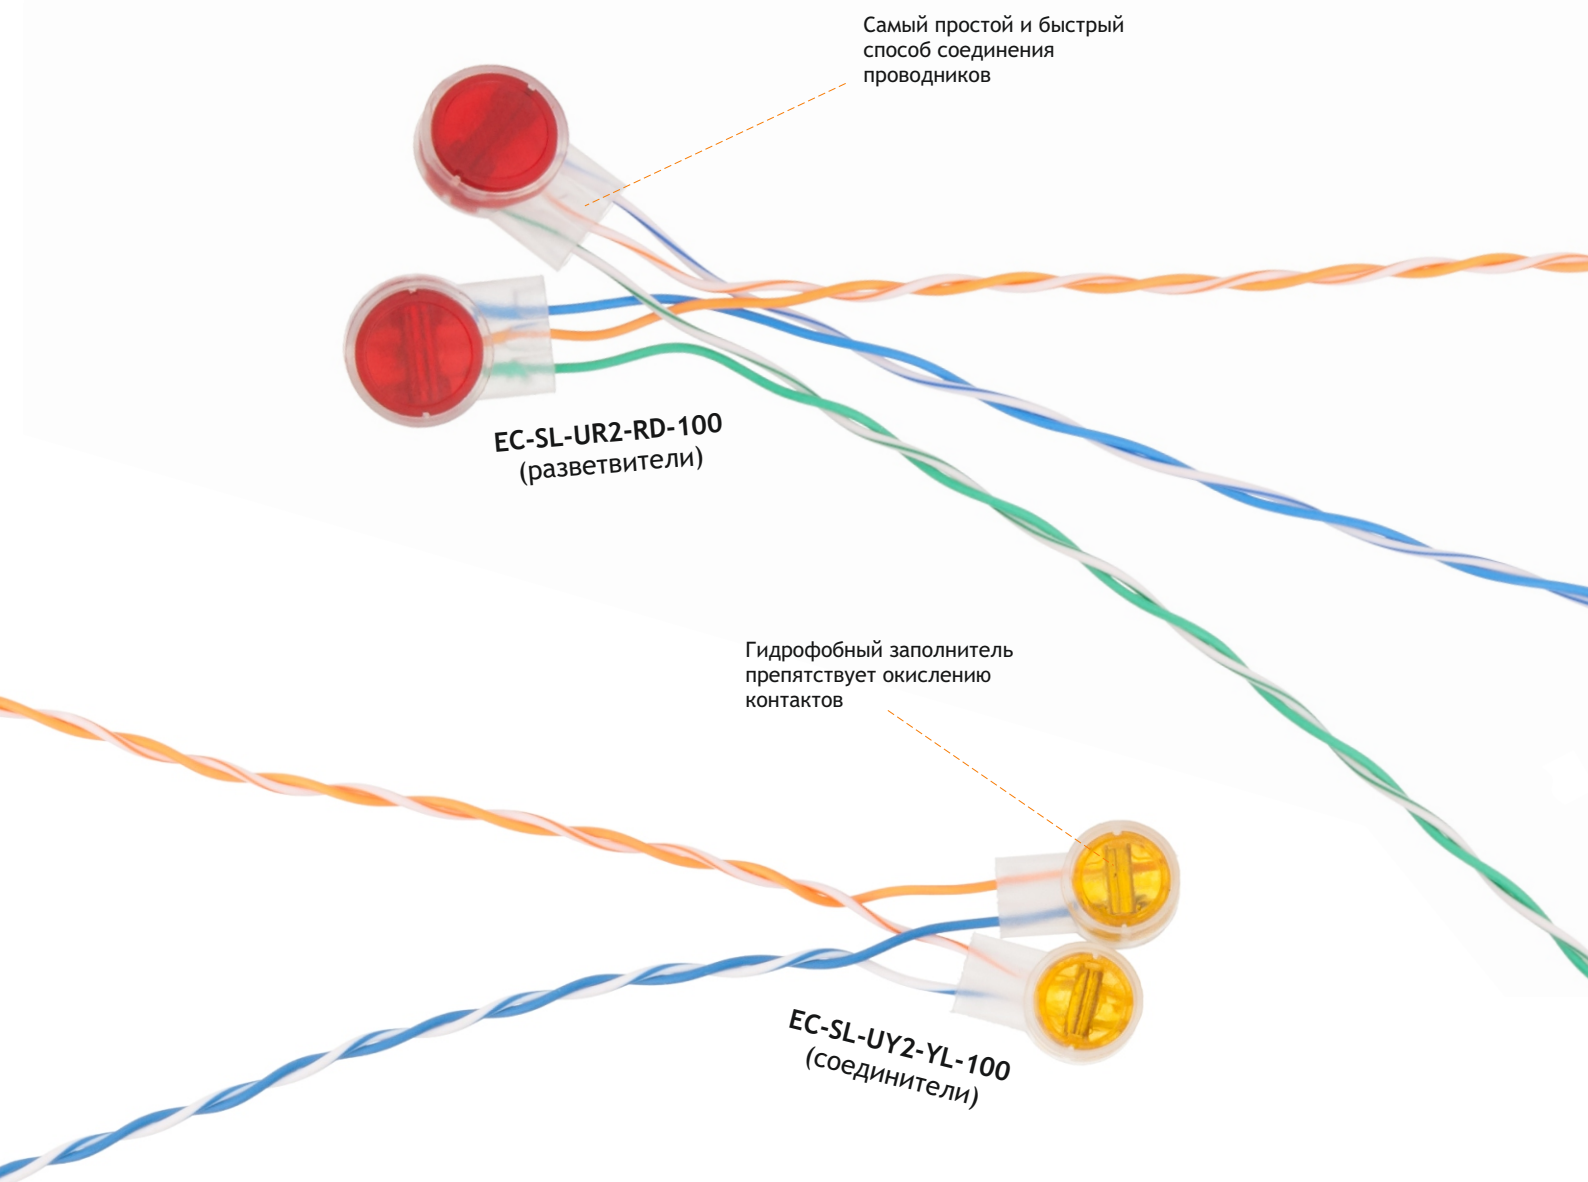 Самый простой и быстрый
способ соединения
проводников
EC-SL-UR2-RD-100
(разветвители)
Гидрофобный заполнитель
препятствует окислению
контактов
EC-SL-UY2-YL-100
(соединители)